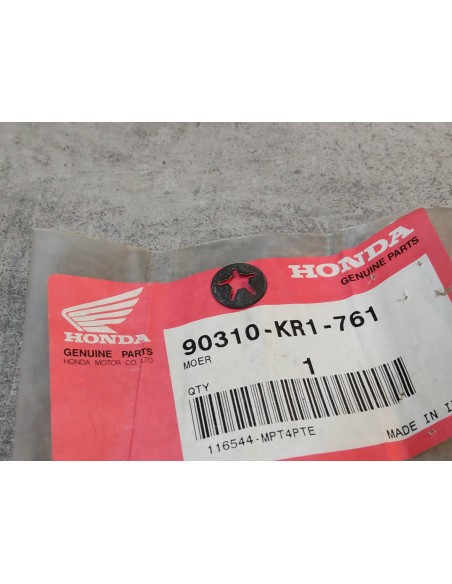 HONDA
GENUINE PARTS
HONDA
GENUINE PARTS
HONDA MOTOR CO., LTD.
90310-KR1-761
MOER
1
QTY
116544-MPT4PTE
MADE IN